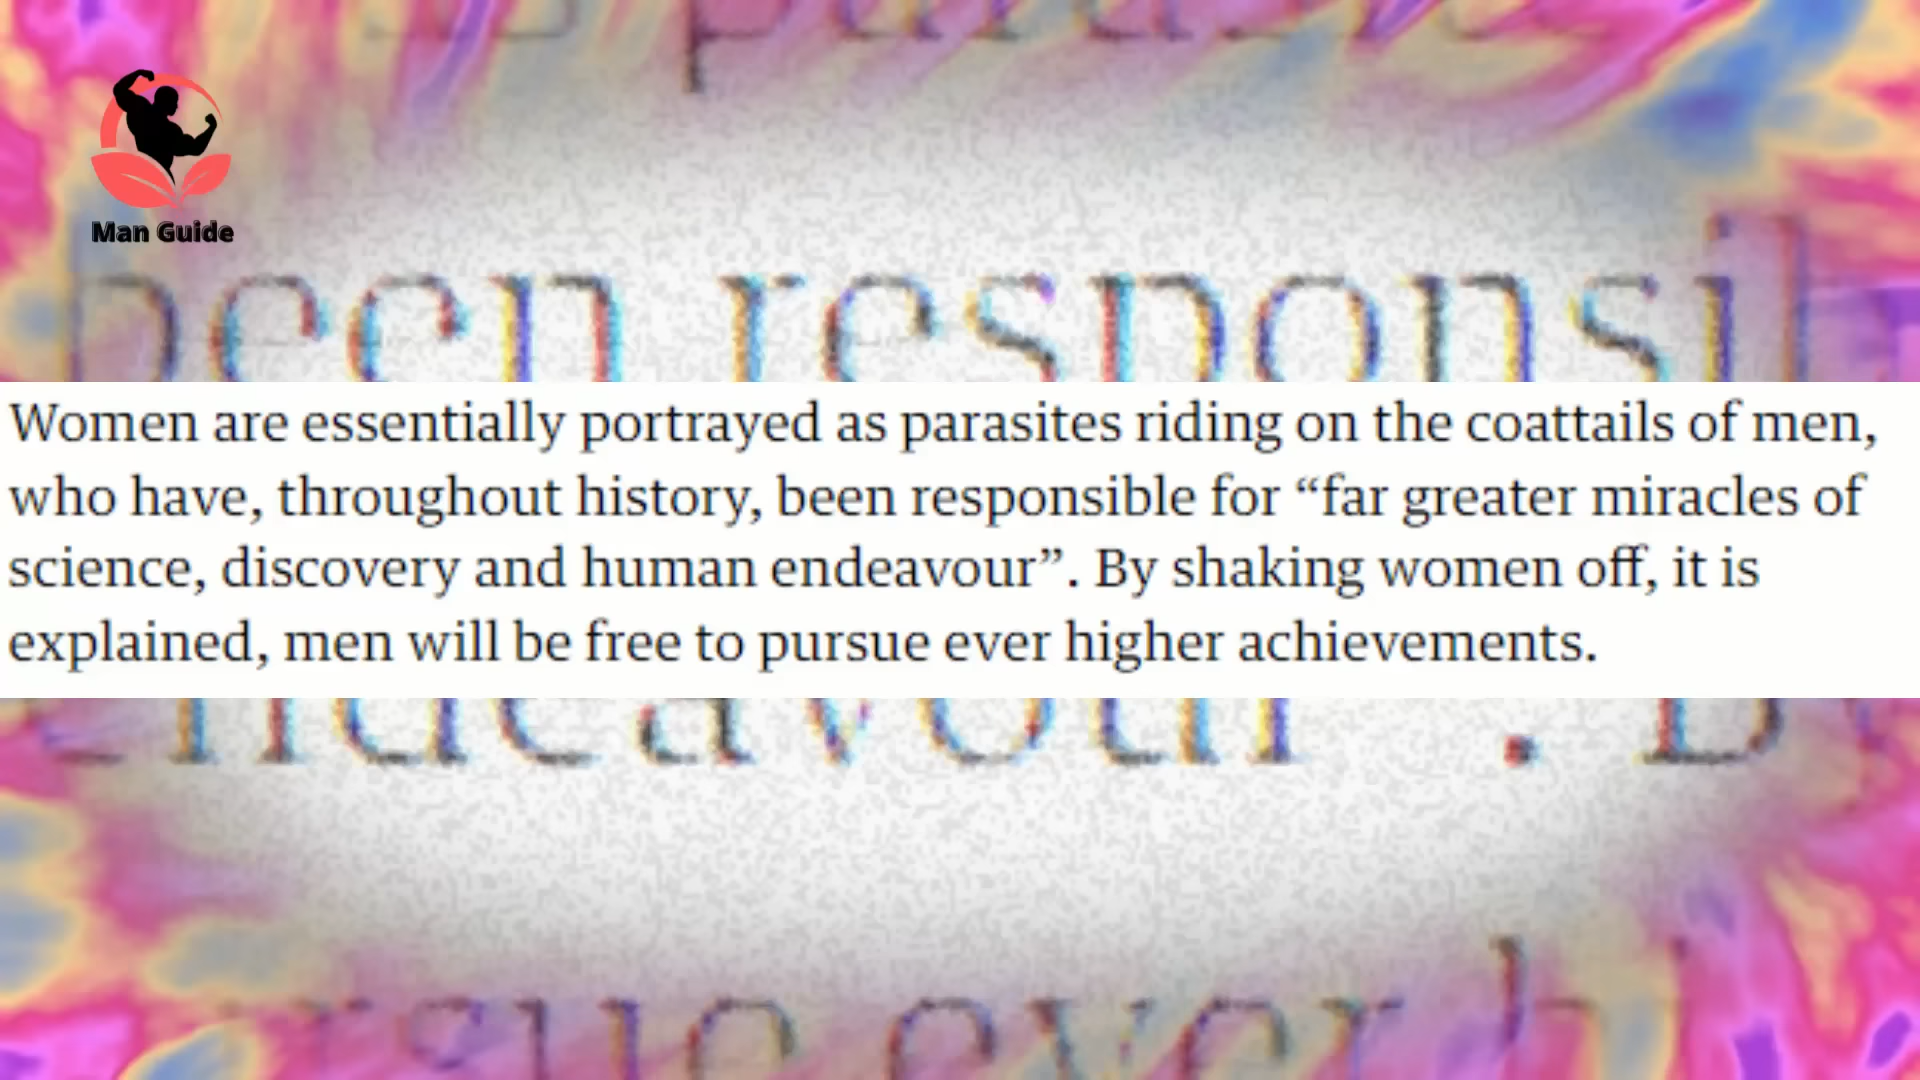 Man Guide
Women are essentially portrayed as parasites riding on the coattails of men,
who have, throughout history, been responsible for “far greater miracles of
science, discovery and human endeavour”. By shaking women off, it is
explained, men will be free to pursue ever higher achievements.